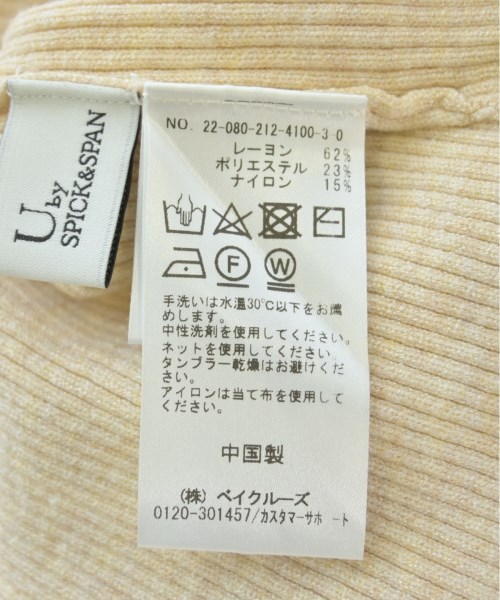 U by
SPICK&SPAN
NO. 22-080-212-4100-3-0
レーヨン 62%
ポリエステル 23%
ナイロン 15%
F W
手洗いは水温30℃以下をお薦
めします。
中性洗剤を使用してください。
ネットを使用してください。
タンブラー乾燥はお避けくだ
さい。
アイロンは当て布を使用して
ください。
中国製
(株) ベイクルーズ
0120-301457/カスタマーサポート